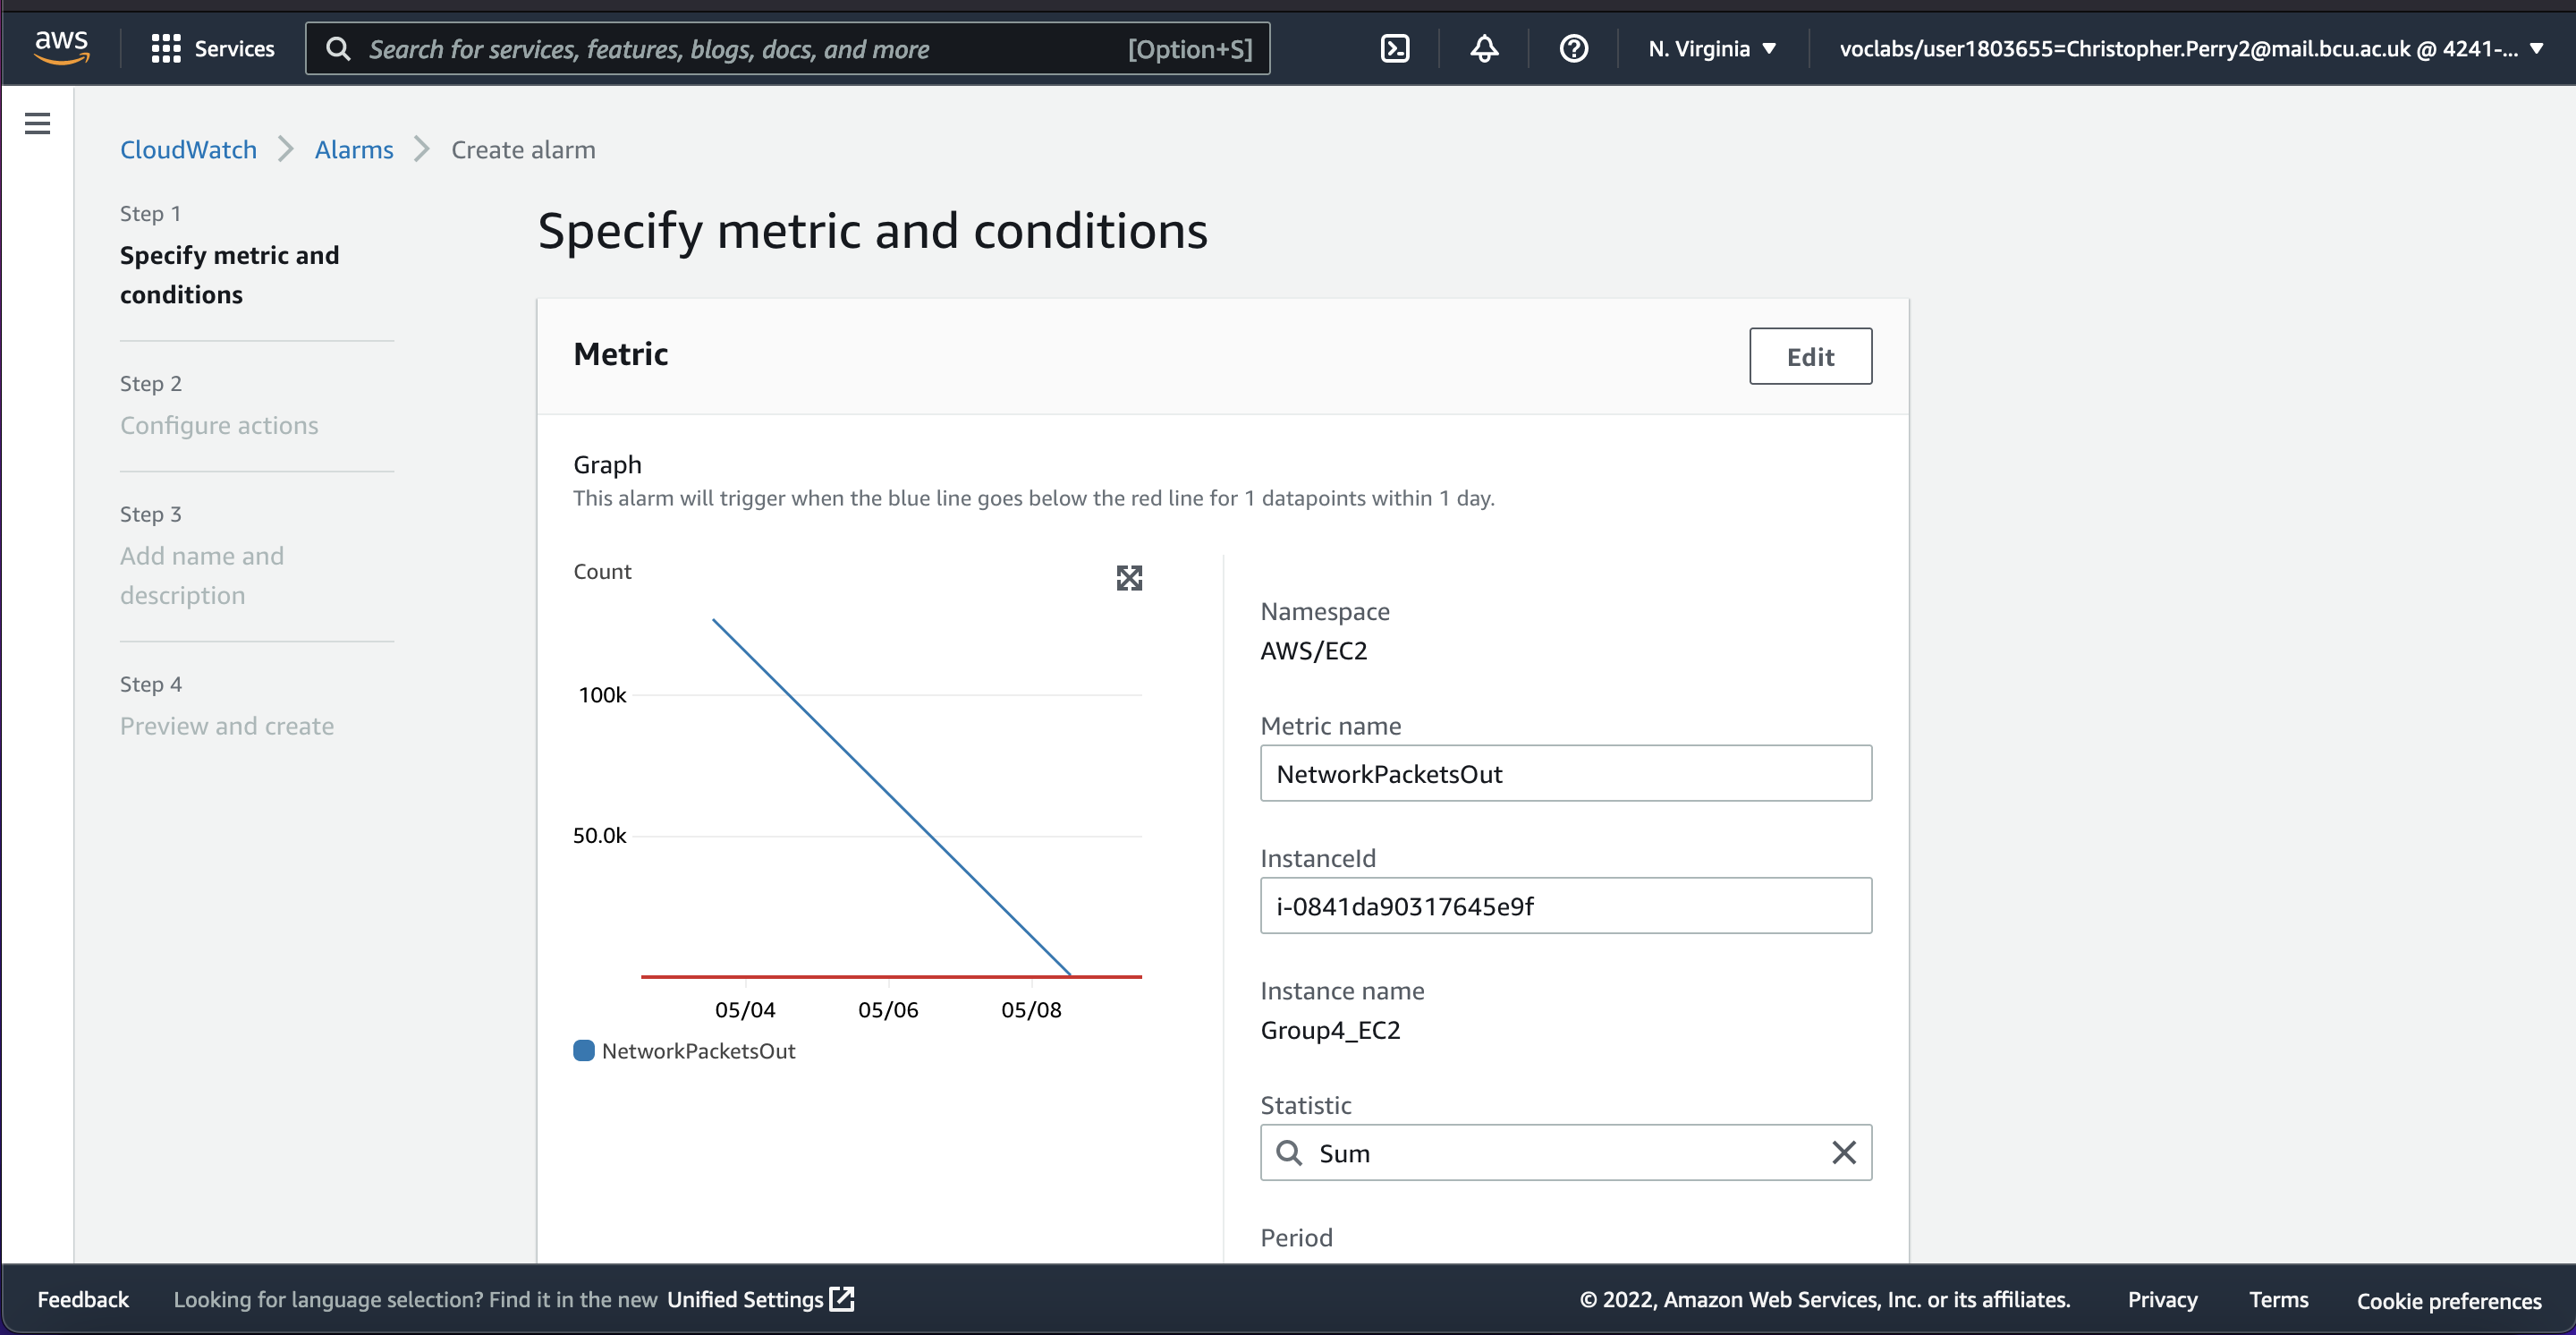 aws
Services
Search for services, features, blogs, docs, and more
[Option+S]
N. Virginia
voclabs/user1803655=Christopher.Perry2@mail.bcu.ac.uk @ 4241-...
CloudWatch
Alarms
Create alarm
Step 1
Specify metric and
conditions
Step 2
Configure actions
Step 3
Add name and
description
Step 4
Preview and create
Specify metric and conditions
Metric
Edit
Graph
This alarm will trigger when the blue line goes below the red line for 1 datapoints within 1 day.
Count
100k
50.0k
05/04
05/06
05/08
NetworkPacketsOut
Namespace
AWS/EC2
Metric name
NetworkPacketsOut
InstanceId
i-0841da90317645e9f
Instance name
Group4_EC2
Statistic
Sum
Period
Feedback
Looking for language selection? Find it in the new Unified Settings
© 2022, Amazon Web Services, Inc. or its affiliates.
Privacy
Terms
Cookie preferences